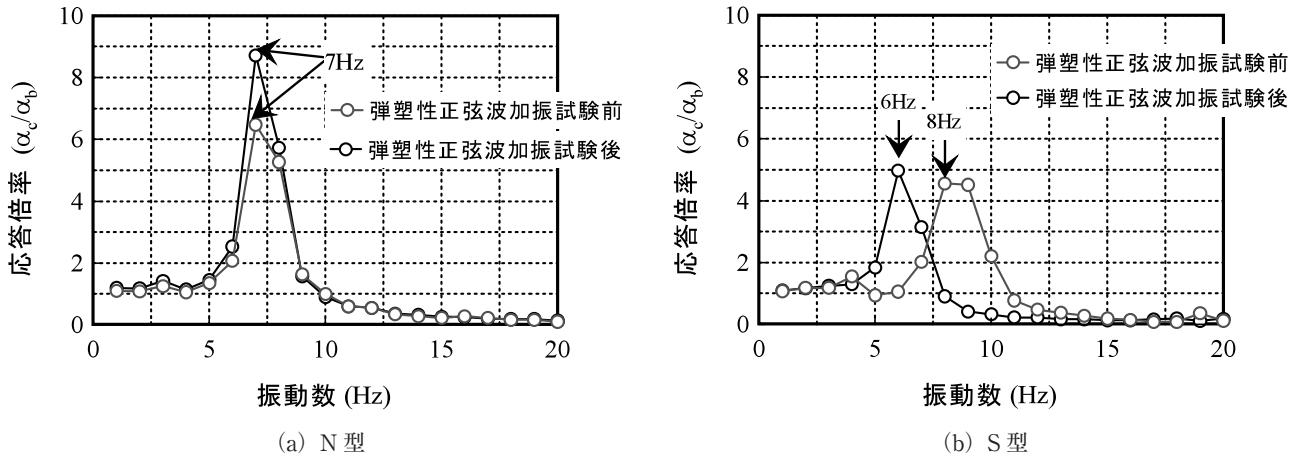 応答倍率 (αc/αb)
10
8
6
4
2
0
7Hz
弾塑性正弦波加振試験前
弾塑性正弦波加振試験後
0 5 10 15 20
振動数 (Hz)
(a) N 型
応答倍率 (αc/αb)
10
8
6
4
2
0
弾塑性正弦波加振試験前
弾塑性正弦波加振試験後
6Hz
8Hz
0 5 10 15 20
振動数 (Hz)
(b) S 型